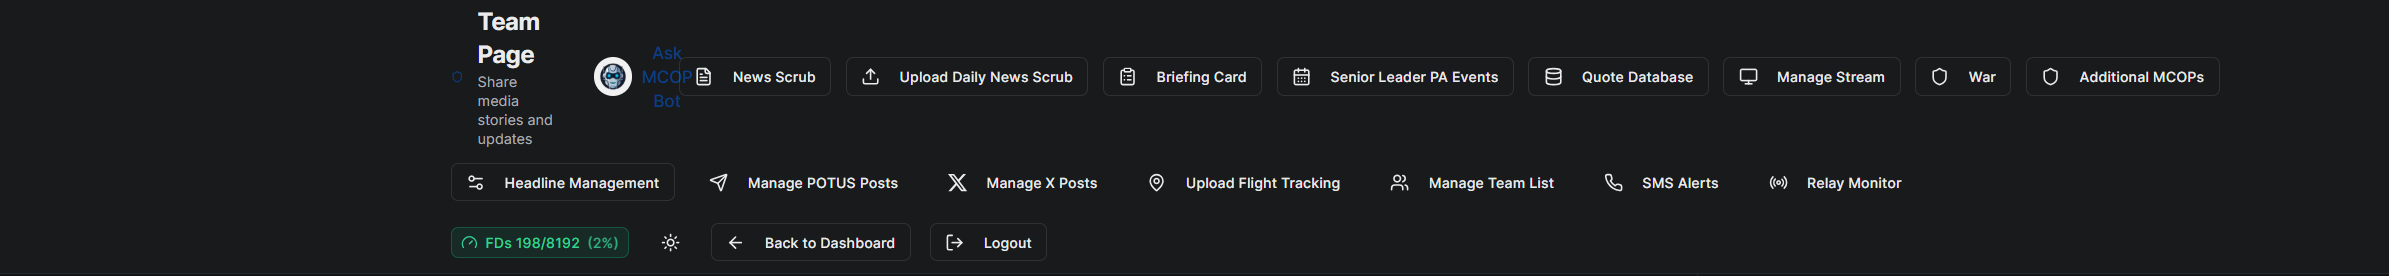 Team
Page
Share
media
stories and
updates
Ask
MCOP
Bot
News Scrub
Upload Daily News Scrub
Briefing Card
Senior Leader PA Events
Quote Database
Manage Stream
War
Additional MCOPs
Headline Management
Manage POTUS Posts
Manage X Posts
Upload Flight Tracking
Manage Team List
SMS Alerts
Relay Monitor
FDs 198/8192 (2%)
Back to Dashboard
Logout